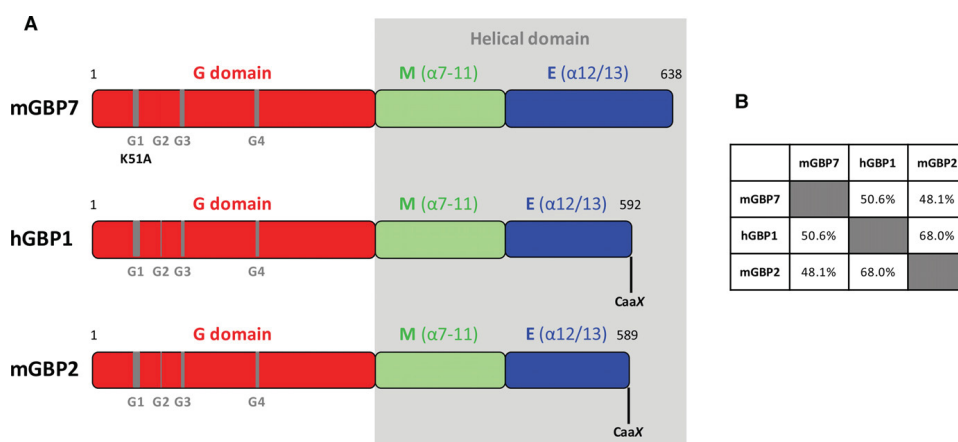 A
Helical domain
1 G domain M (α7-11) E (α12/13) 638
mGBP7
G1 G2 G3 G4
K51A
1 G domain M (α7-11) E (α12/13) 592
hGBP1
G1 G2 G3 G4
CaaX
1 G domain M (α7-11) E (α12/13) 589
mGBP2
G1 G2 G3 G4
CaaX
B
mGBP7 hGBP1 mGBP2
mGBP7 50.6% 48.1%
hGBP1 50.6% 68.0%
mGBP2 48.1% 68.0%